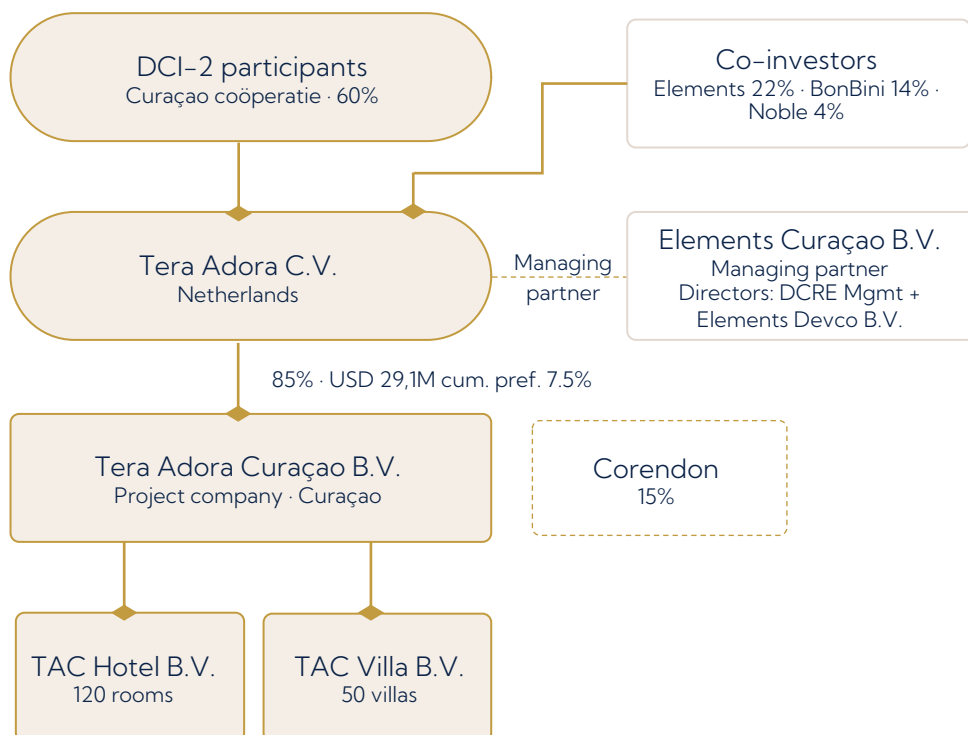 DCI-2 participants
Curaçao coöperatie · 60%
Co-investors
Elements 22% · BonBini 14% ·
Noble 4%
Tera Adora C.V.
Netherlands
Managing
partner
Elements Curaçao B.V.
Managing partner
Directors: DCRE Mgmt +
Elements Devco B.V.
85% · USD 29,1M cum. pref. 7.5%
Tera Adora Curaçao B.V.
Project company · Curaçao
Corendon
15%
TAC Hotel B.V.
120 rooms
TAC Villa B.V.
50 villas